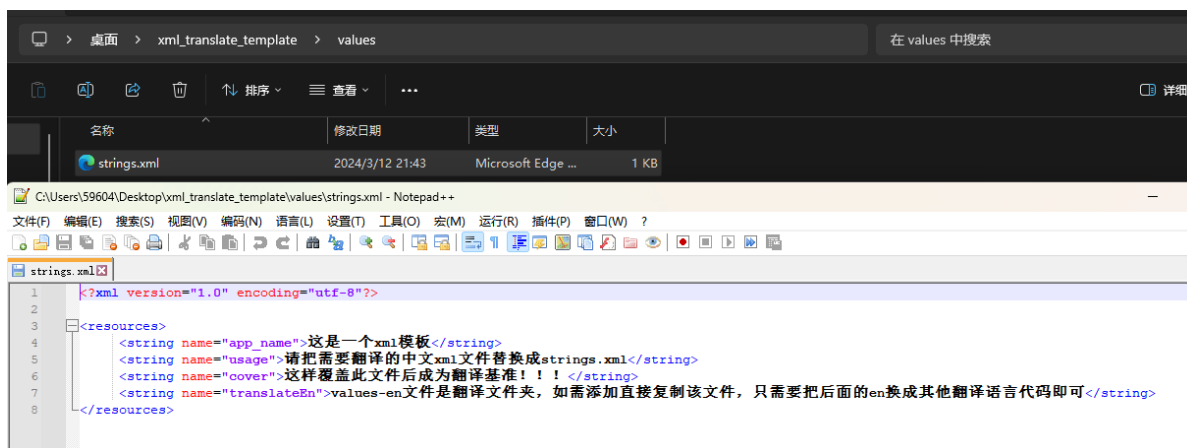 桌面 › xml_translate_template › values 在 values 中搜索
排序 查看 ··· 详细
名称 修改日期 类型 大小
strings.xml 2024/3/12 21:43 Microsoft Edge ... 1 KB
C:\Users\59604\Desktop\xml_translate_template\values\strings.xml - Notepad++
文件(F) 编辑(E) 搜索(S) 视图(V) 编码(N) 语言(L) 设置(T) 工具(O) 宏(M) 运行(R) 插件(P) 窗口(W) ?
strings.xml
1 <?xml version="1.0" encoding="utf-8"?>
2
3 <resources>
4 <string name="app_name">这是一个xml模板</string>
5 <string name="usage">请把需要翻译的中文xml文件替换成strings.xml</string>
6 <string name="cover">这样覆盖此文件后成为翻译基准！！！</string>
7 <string name="translateEn">values-en文件是翻译文件夹，如需添加直接复制该文件，只需要把后面的en换成其他翻译语言代码即可</string>
8 </resources>